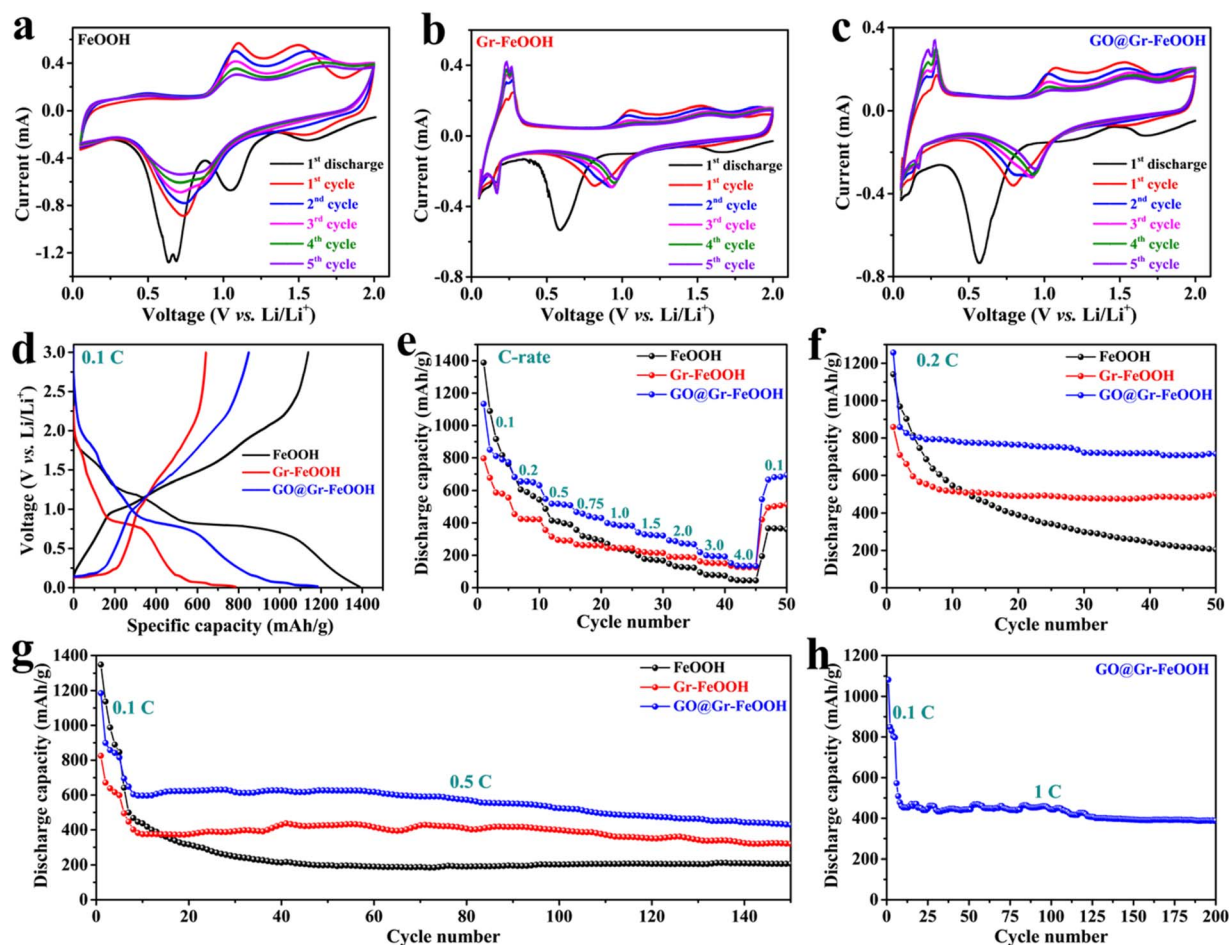 a
FeOOH
0.4
0.0
-0.4
-0.8
-1.2
Current (mA)
1st discharge
1st cycle
2nd cycle
3rd cycle
4th cycle
5th cycle
0.0 0.5 1.0 1.5 2.0
Voltage (V vs. Li/Li+)
b
Gr-FeOOH
0.4
0.0
-0.4
-0.8
Current (mA)
1st discharge
1st cycle
2nd cycle
3rd cycle
4th cycle
5th cycle
0.0 0.5 1.0 1.5 2.0
Voltage (V vs. Li/Li+)
c
GO@Gr-FeOOH
0.4
0.0
-0.4
-0.8
Current (mA)
1st discharge
1st cycle
2nd cycle
3rd cycle
4th cycle
5th cycle
0.0 0.5 1.0 1.5 2.0
Voltage (V vs. Li/Li+)
d
0.1 C
3.0
2.5
2.0
1.5
1.0
0.5
0.0
Voltage (V vs. Li/Li+)
FeOOH
Gr-FeOOH
GO@Gr-FeOOH
0 200 400 600 800 1000 1200 1400
Specific capacity (mAh/g)
e
C-rate
FeOOH
Gr-FeOOH
GO@Gr-FeOOH
1400
1200
1000
800
600
400
200
0
Discharge capacity (mAh/g)
0.1
0.2
0.5
0.75
1.0
1.5
2.0
3.0
4.0
0.1
0 10 20 30 40 50
Cycle number
f
0.2 C
FeOOH
Gr-FeOOH
GO@Gr-FeOOH
1200
1000
800
600
400
200
0
Discharge capacity (mAh/g)
0 10 20 30 40 50
Cycle number
g
FeOOH
Gr-FeOOH
GO@Gr-FeOOH
0.1 C
0.5 C
1400
1200
1000
800
600
400
200
0
Discharge capacity (mAh/g)
0 20 40 60 80 100 120 140
Cycle number
h
GO@Gr-FeOOH
0.1 C
1 C
1200
1000
800
600
400
200
0
Discharge capacity (mAh/g)
0 25 50 75 100 125 150 175 200
Cycle number